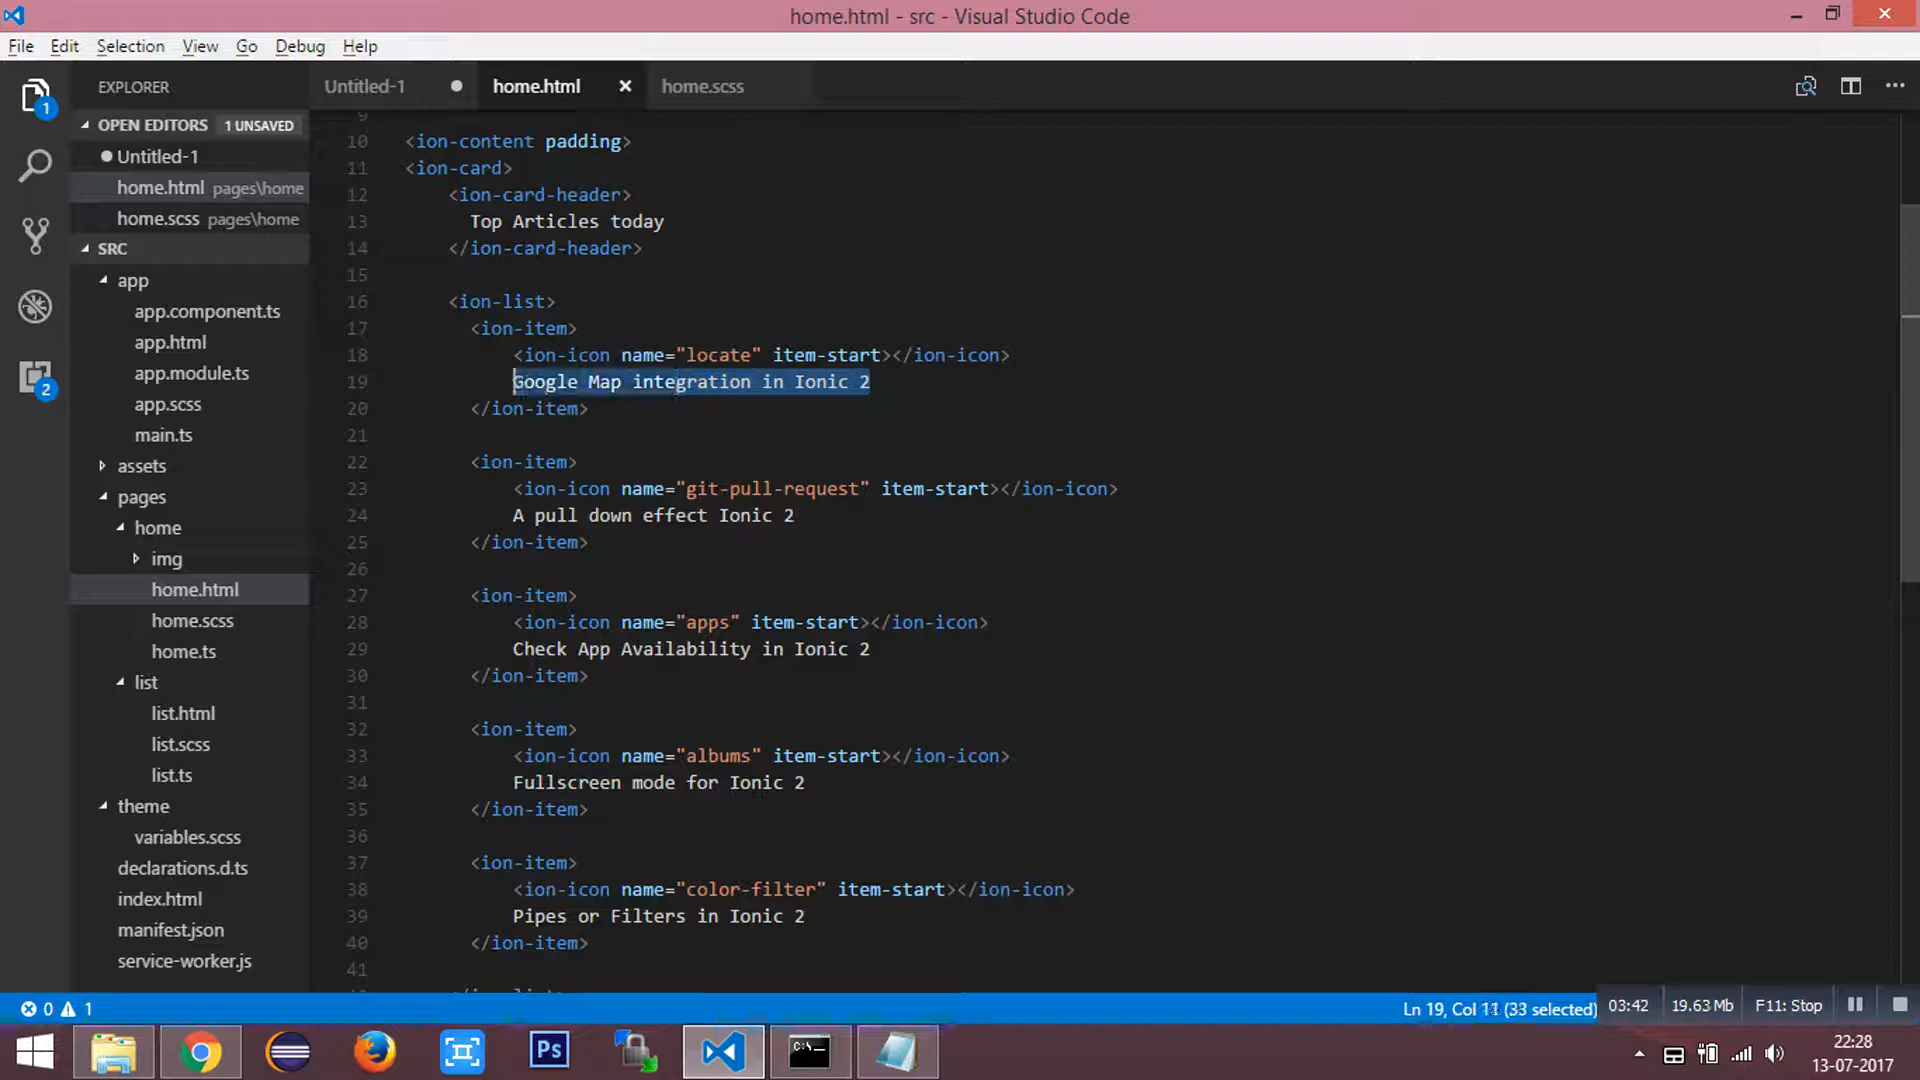 home.html - src - Visual Studio Code
File Edit Selection View Go Debug Help
1
EXPLORER
Untitled-1 home.html home.scss
OPEN EDITORS 1 UNSAVED
Untitled-1
home.html pages\home
home.scss pages\home
SRC
app
app.component.ts
app.html
app.module.ts
2
app.scss
main.ts
assets
pages
home
img
home.html
home.scss
home.ts
list
list.html
list.scss
list.ts
theme
variables.scss
declarations.d.ts
index.html
manifest.json
service-worker.js
9
10 <ion-content padding>
11 <ion-card>
12 <ion-card-header>
13 Top Articles today
14 </ion-card-header>
15
16 <ion-list>
17 <ion-item>
18 <ion-icon name="locate" item-start></ion-icon>
19 Google Map integration in Ionic 2
20 </ion-item>
21
22 <ion-item>
23 <ion-icon name="git-pull-request" item-start></ion-icon>
24 A pull down effect Ionic 2
25 </ion-item>
26
27 <ion-item>
28 <ion-icon name="apps" item-start></ion-icon>
29 Check App Availability in Ionic 2
30 </ion-item>
31
32 <ion-item>
33 <ion-icon name="albums" item-start></ion-icon>
34 Fullscreen mode for Ionic 2
35 </ion-item>
36
37 <ion-item>
38 <ion-icon name="color-filter" item-start></ion-icon>
39 Pipes or Filters in Ionic 2
40 </ion-item>
41
0 1
Ln 19, Col 11 (33 selected)
03:42 19.63 Mb F11: Stop
Ps
22:28
13-07-2017